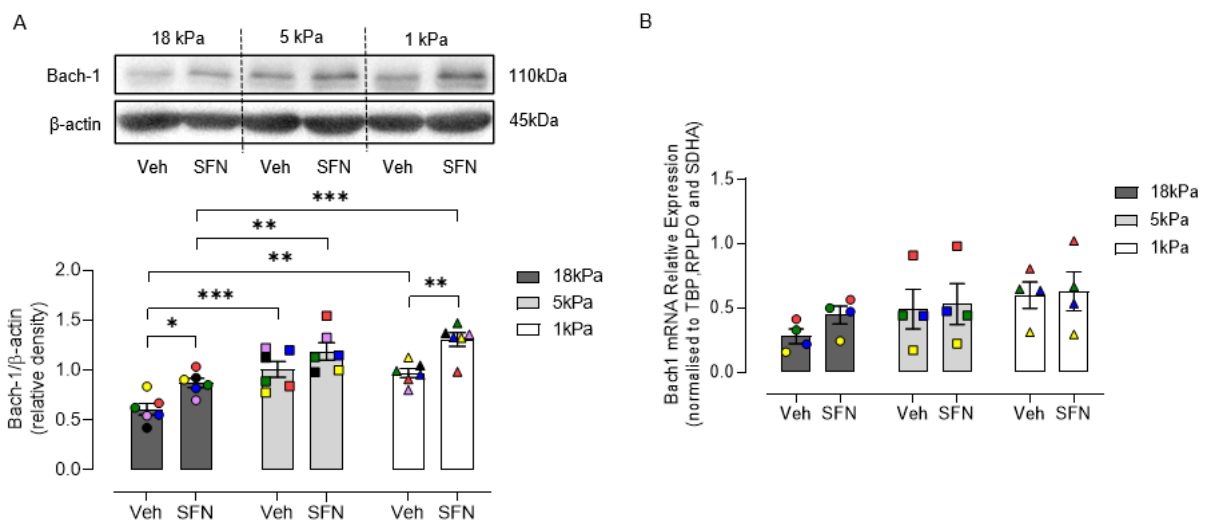 A
18 kPa 5 kPa 1 kPa
Bach-1 110kDa
β-actin 45kDa
Veh SFN Veh SFN Veh SFN
***
**
**
***
**
*
Bach-1/β-actin
(relative density)
2.0
1.5
1.0
0.5
0.0
18kPa
5kPa
1kPa
Veh SFN Veh SFN Veh SFN
B
Bach1 mRNA Relative Expression
(normalised to TBP,RPLPO and SDHA)
1.5
1.0
0.5
0.0
18kPa
5kPa
1kPa
Veh SFN Veh SFN Veh SFN